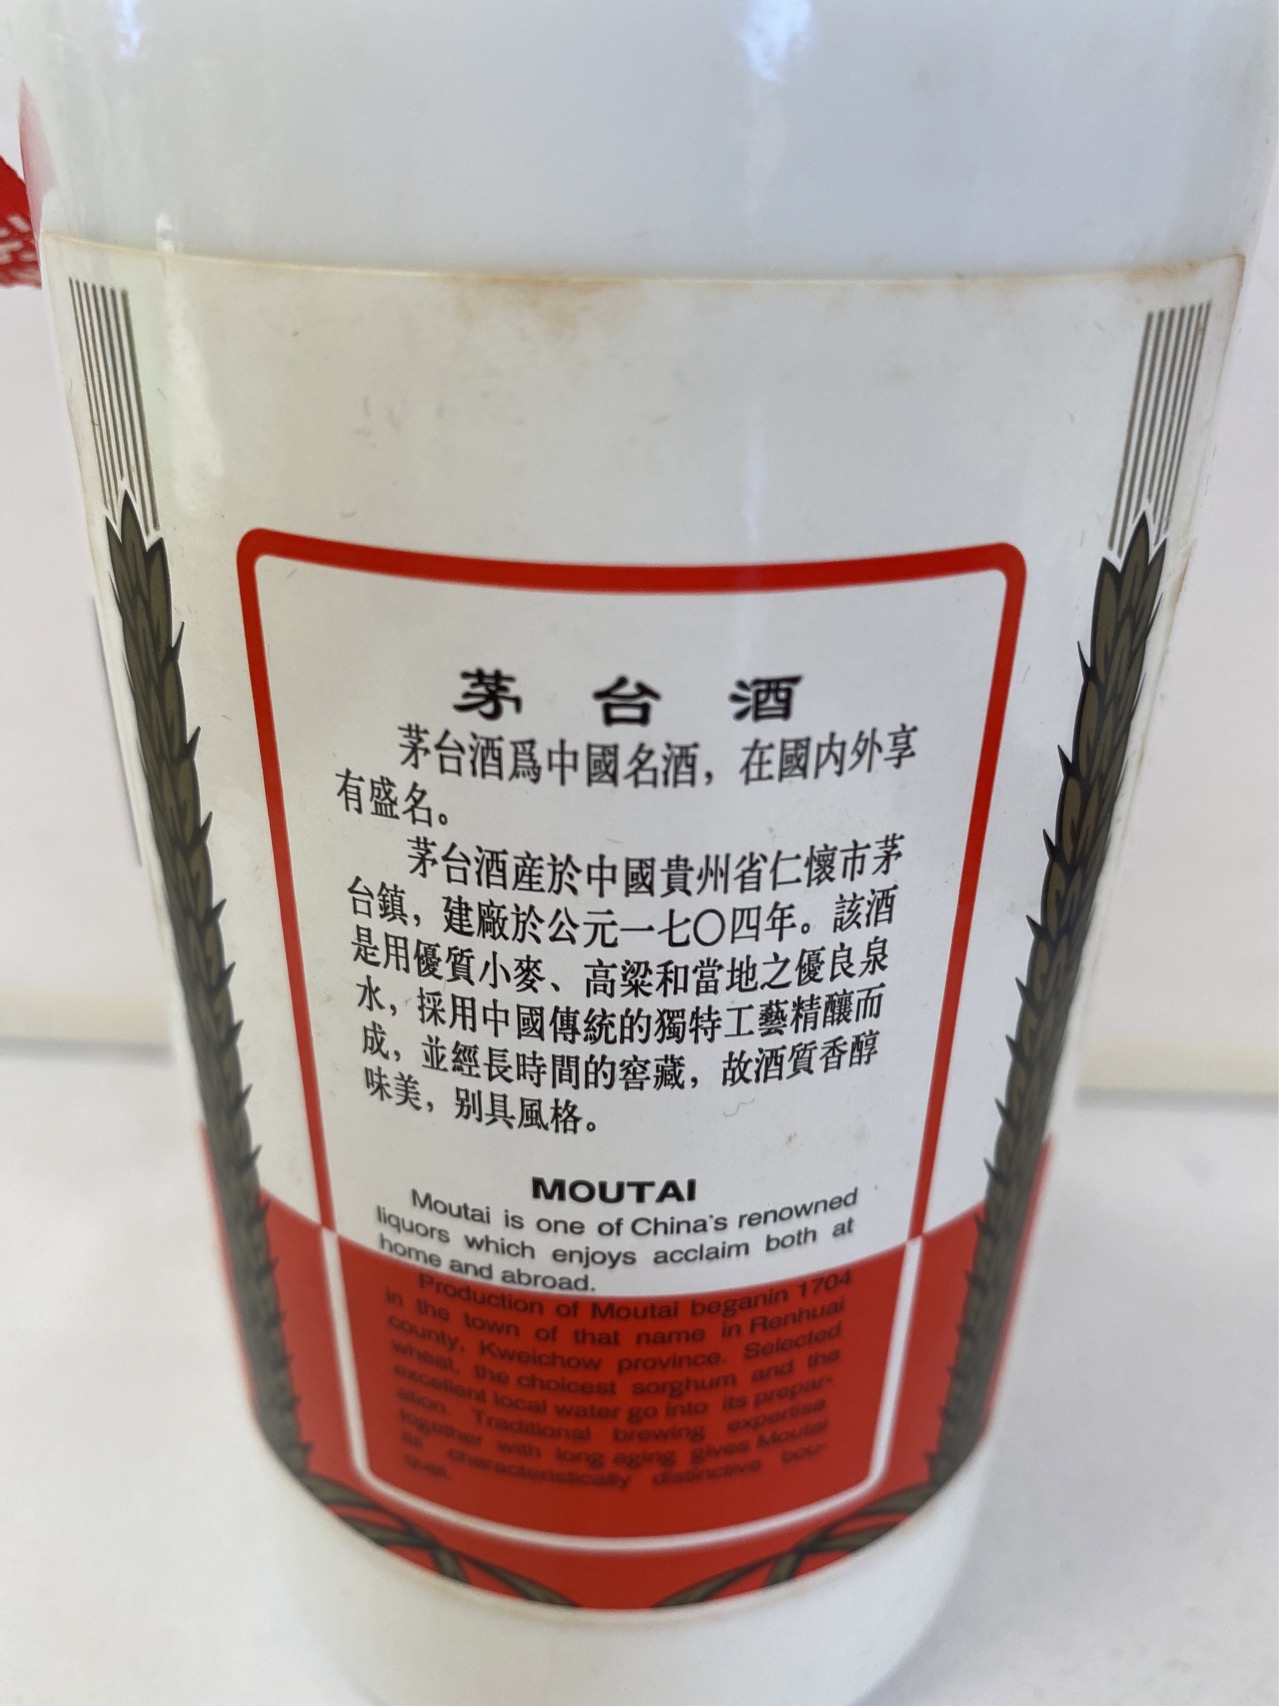 茅台酒
茅台酒爲中國名酒，在國内外享
有盛名。
茅台酒産於中國貴州省仁懷市茅
台鎮，建廠於公元一七〇四年。該酒
是用優質小麥、高粱和當地之優良泉
水，採用中國傳統的獨特工藝精釀而
成，並經長時間的窖藏，故酒質香醇
味美，别具風格。
MOUTAI
Moutai is one of China's renowned
liquors which enjoys acclaim both at
home and abroad.
Production of Moutai beganin 1704
in the town of that name in Renhuai
county, Kweichow province. Selected
wheat, the choicest sorghum and the
excellent local water go into its prepar-
ation. Traditional brewing expertise
together with long aging gives Moutai
its characteristically distinctive bou-
quet.